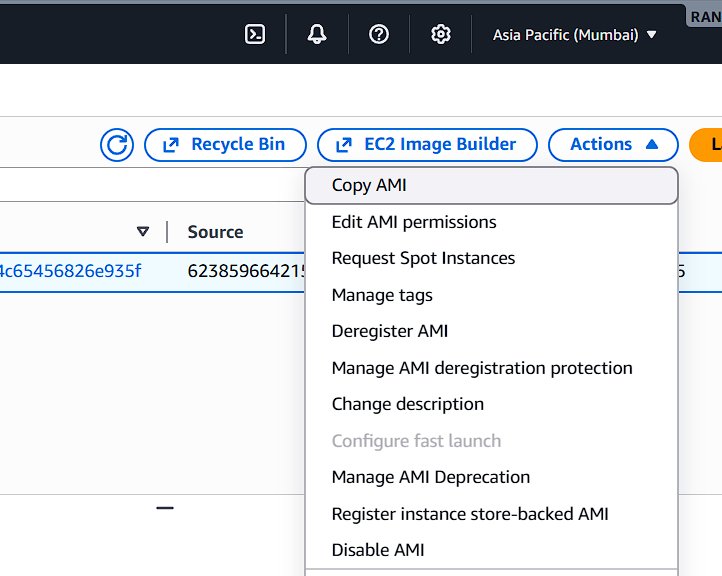 RAN
Asia Pacific (Mumbai)
Recycle Bin
EC2 Image Builder
Actions
L
Source
4c65456826e935f
623859664215
5
Copy AMI
Edit AMI permissions
Request Spot Instances
Manage tags
Deregister AMI
Manage AMI deregistration protection
Change description
Configure fast launch
Manage AMI Deprecation
Register instance store-backed AMI
Disable AMI